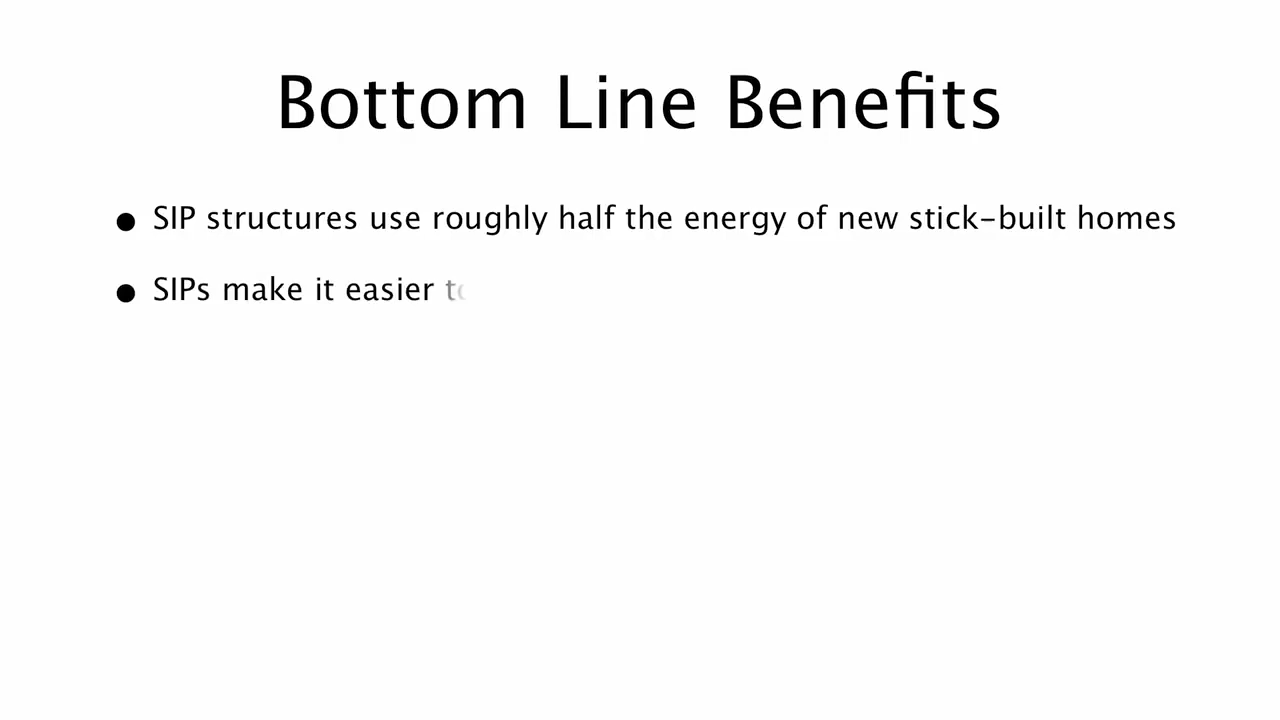 Bottom Line Benefits
• SIP structures use roughly half the energy of new stick-built homes
• SIPs make it easier to